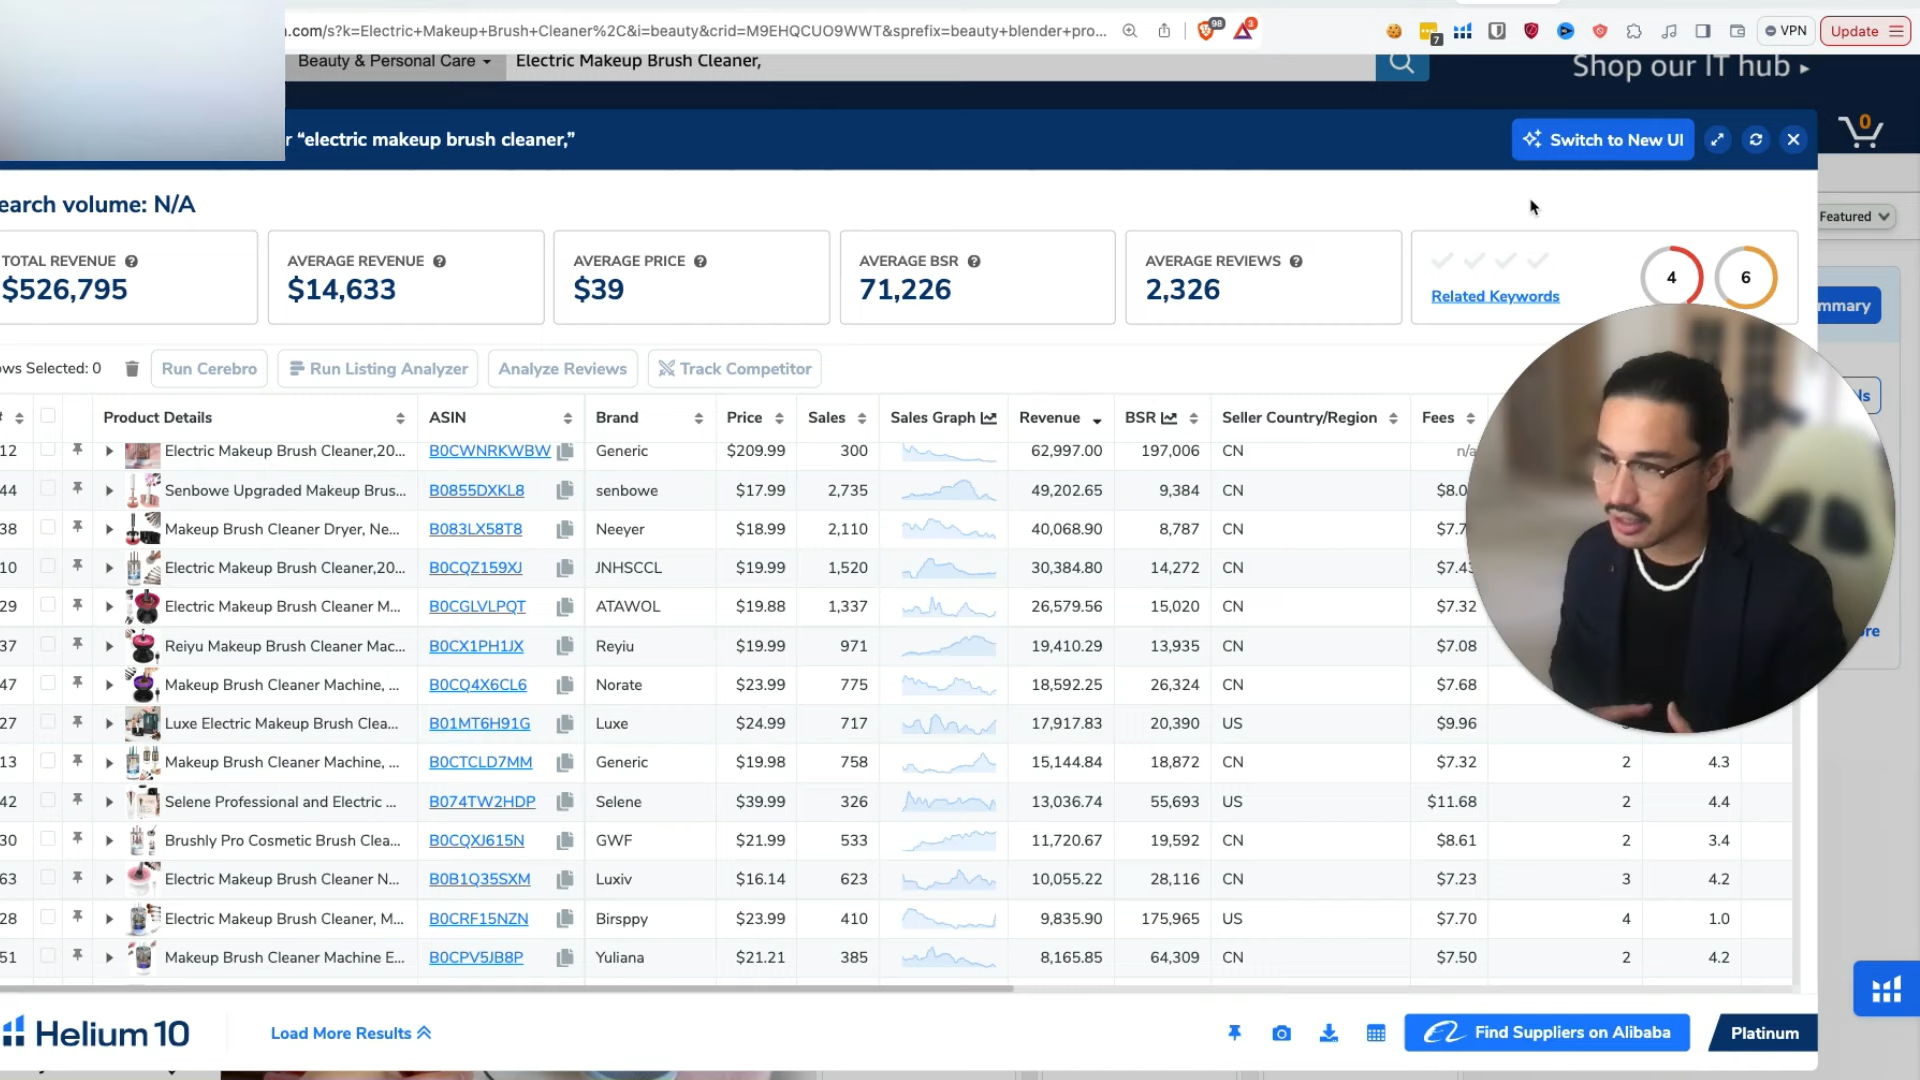 .com/s?k=Electric+Makeup+Brush+Cleaner%2C&i=beauty&crid=M9EHQCUO9WWT&sprefix=beauty+blender+pro...
98
3
7
VPN
Update
Beauty & Personal Care
Electric Makeup Brush Cleaner,
Shop our IT hub
0
r “electric makeup brush cleaner,”
Switch to New UI
earch volume: N/A
Featured
TOTAL REVENUE
$526,795
AVERAGE REVENUE
$14,633
AVERAGE PRICE
$39
AVERAGE BSR
71,226
AVERAGE REVIEWS
2,326
Related Keywords
4
6
mmary
ows Selected: 0
Run Cerebro
Run Listing Analyzer
Analyze Reviews
Track Competitor
ls
# Product Details ASIN Brand Price Sales Sales Graph Revenue BSR Seller Country/Region Fees
12 Electric Makeup Brush Cleaner,20... B0CWNRKWBW Generic $209.99 300 62,997.00 197,006 CN n/a
44 Senbowe Upgraded Makeup Brus... B0855DXKL8 senbowe $17.99 2,735 49,202.65 9,384 CN $8.0
38 Makeup Brush Cleaner Dryer, Ne... B083LX58T8 Neeyer $18.99 2,110 40,068.90 8,787 CN $7.7
10 Electric Makeup Brush Cleaner,20... B0CQZ159XJ JNHSCCL $19.99 1,520 30,384.80 14,272 CN $7.43
29 Electric Makeup Brush Cleaner M... B0CGLVLPQT ATAWOL $19.88 1,337 26,579.56 15,020 CN $7.32
37 Reiyu Makeup Brush Cleaner Mac... B0CX1PH1JX Reyiu $19.99 971 19,410.29 13,935 CN $7.08
47 Makeup Brush Cleaner Machine, ... B0CQ4X6CL6 Norate $23.99 775 18,592.25 26,324 CN $7.68
27 Luxe Electric Makeup Brush Clea... B01MT6H91G Luxe $24.99 717 17,917.83 20,390 US $9.96
13 Makeup Brush Cleaner Machine, ... B0CTCLD7MM Generic $19.98 758 15,144.84 18,872 CN $7.32 2 4.3
42 Selene Professional and Electric ... B074TW2HDP Selene $39.99 326 13,036.74 55,693 US $11.68 2 4.4
30 Brushly Pro Cosmetic Brush Clea... B0CQXJ615N GWF $21.99 533 11,720.67 19,592 CN $8.61 2 3.4
63 Electric Makeup Brush Cleaner N... B0B1Q35SXM Luxiv $16.14 623 10,055.22 28,116 CN $7.23 3 4.2
28 Electric Makeup Brush Cleaner, M... B0CRF15NZN Birsppy $23.99 410 9,835.90 175,965 US $7.70 4 1.0
51 Makeup Brush Cleaner Machine E... B0CPV5JB8P Yuliana $21.21 385 8,165.85 64,309 CN $7.50 2 4.2
Helium 10
Load More Results
Find Suppliers on Alibaba
Platinum